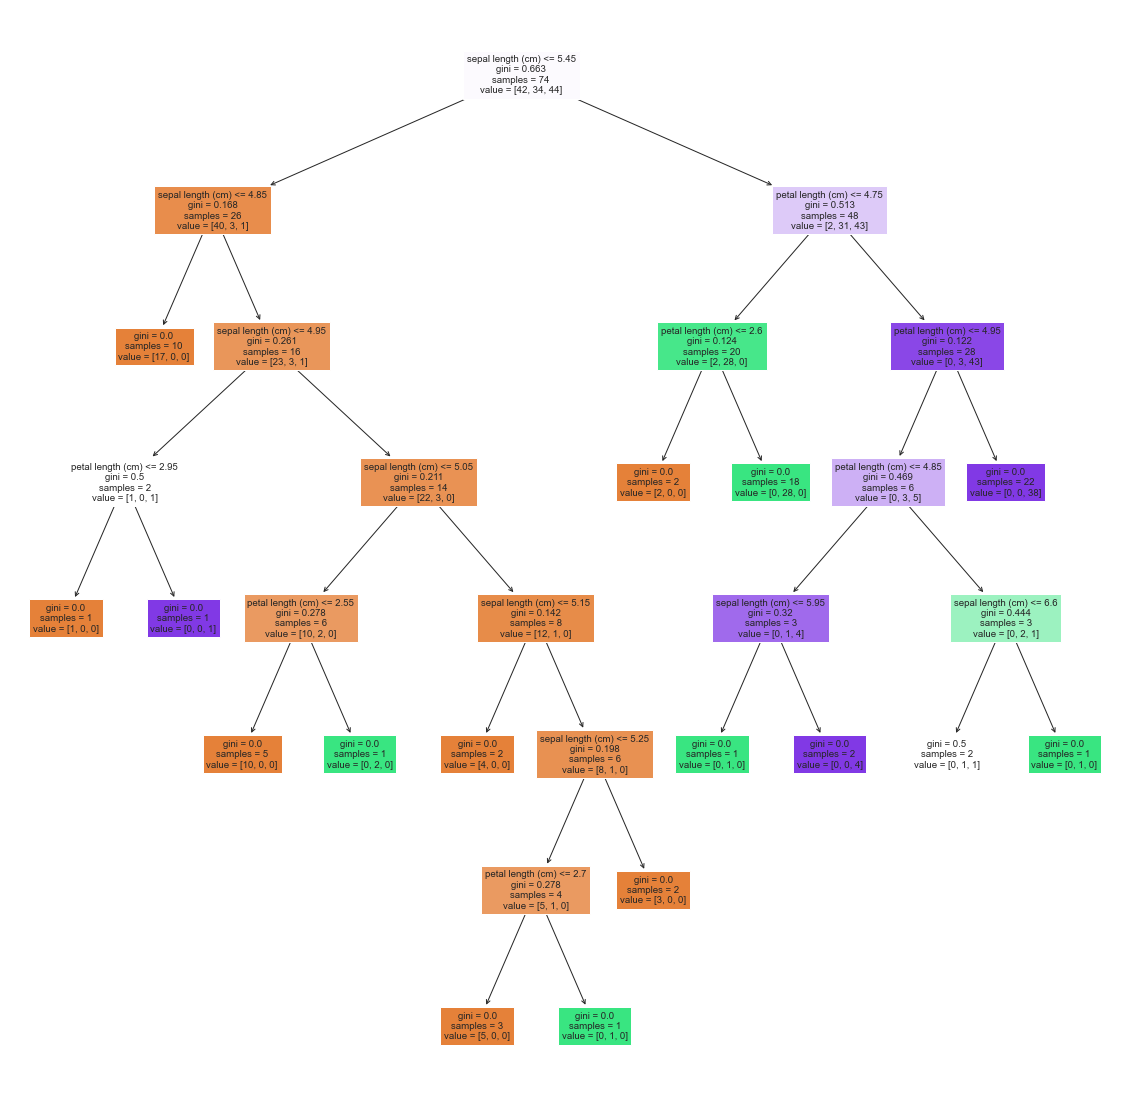 sepal length (cm) <= 5.45
gini = 0.663
samples = 74
value = [42, 34, 44]
sepal length (cm) <= 4.85
gini = 0.168
samples = 26
value = [40, 3, 1]
petal length (cm) <= 4.75
gini = 0.513
samples = 48
value = [2, 31, 43]
gini = 0.0
samples = 10
value = [17, 0, 0]
sepal length (cm) <= 4.95
gini = 0.261
samples = 16
value = [23, 3, 1]
petal length (cm) <= 2.6
gini = 0.124
samples = 20
value = [2, 28, 0]
petal length (cm) <= 4.95
gini = 0.122
samples = 28
value = [0, 3, 43]
petal length (cm) <= 2.95
gini = 0.5
samples = 2
value = [1, 0, 1]
sepal length (cm) <= 5.05
gini = 0.211
samples = 14
value = [22, 3, 0]
gini = 0.0
samples = 2
value = [2, 0, 0]
gini = 0.0
samples = 18
value = [0, 28, 0]
petal length (cm) <= 4.85
gini = 0.469
samples = 6
value = [0, 3, 5]
gini = 0.0
samples = 22
value = [0, 0, 38]
gini = 0.0
samples = 1
value = [1, 0, 0]
gini = 0.0
samples = 1
value = [0, 0, 1]
petal length (cm) <= 2.55
gini = 0.278
samples = 6
value = [10, 2, 0]
sepal length (cm) <= 5.15
gini = 0.142
samples = 8
value = [12, 1, 0]
sepal length (cm) <= 5.95
gini = 0.32
samples = 3
value = [0, 1, 4]
sepal length (cm) <= 6.6
gini = 0.444
samples = 3
value = [0, 2, 1]
gini = 0.0
samples = 5
value = [10, 0, 0]
gini = 0.0
samples = 1
value = [0, 2, 0]
gini = 0.0
samples = 2
value = [4, 0, 0]
sepal length (cm) <= 5.25
gini = 0.198
samples = 6
value = [8, 1, 0]
gini = 0.0
samples = 1
value = [0, 1, 0]
gini = 0.0
samples = 2
value = [0, 0, 4]
gini = 0.5
samples = 2
value = [0, 1, 1]
gini = 0.0
samples = 1
value = [0, 1, 0]
petal length (cm) <= 2.7
gini = 0.278
samples = 4
value = [5, 1, 0]
gini = 0.0
samples = 2
value = [3, 0, 0]
gini = 0.0
samples = 3
value = [5, 0, 0]
gini = 0.0
samples = 1
value = [0, 1, 0]